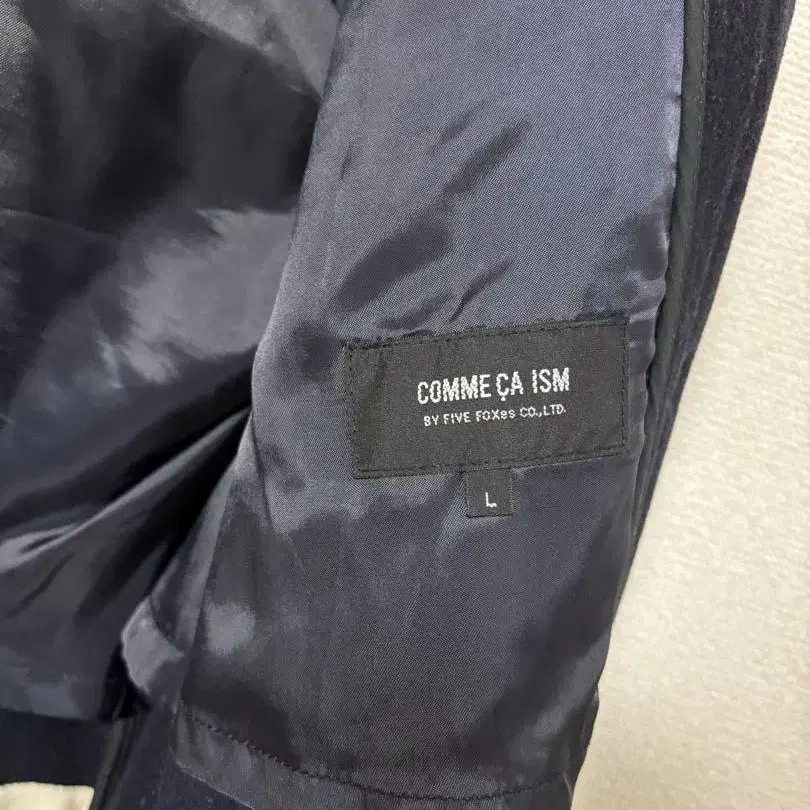 COMME ÇA ISM
BY FIVE FOXes CO.,LTD.
L